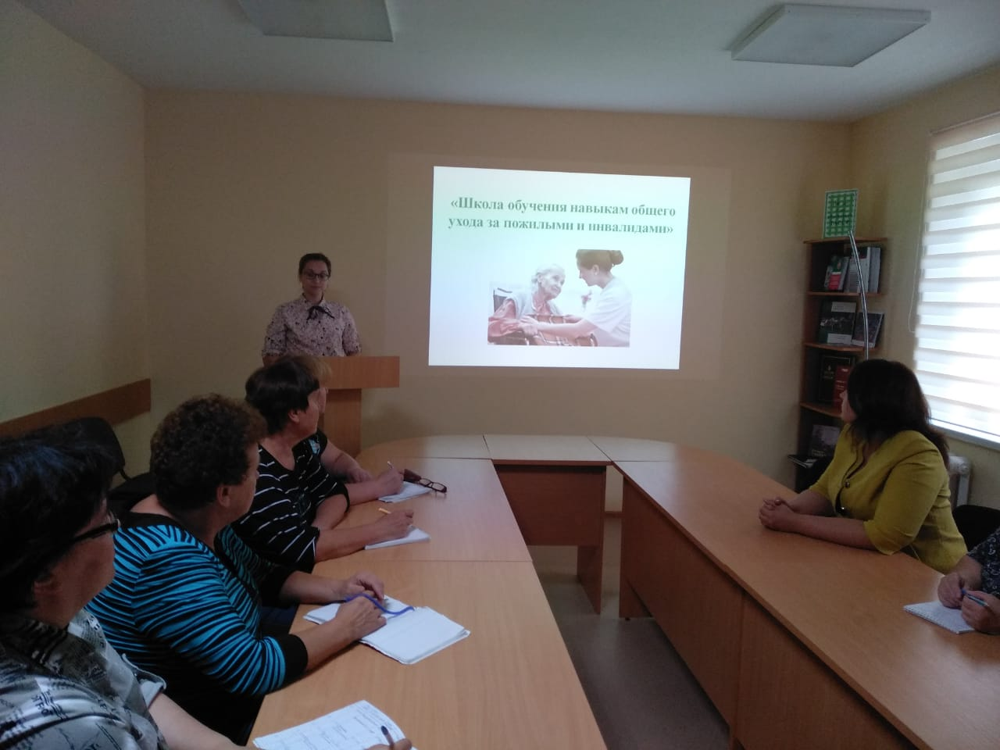 «Школа обучения навыкам общего
ухода за пожилыми и инвалидами»